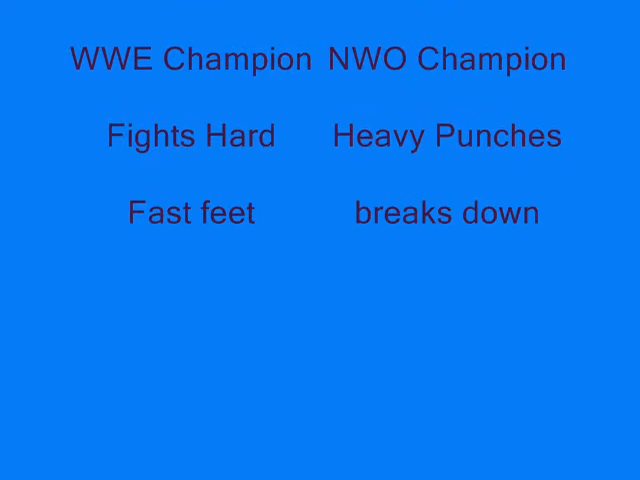 WWE Champion NWO Champion
Fights Hard Heavy Punches
Fast feet breaks down